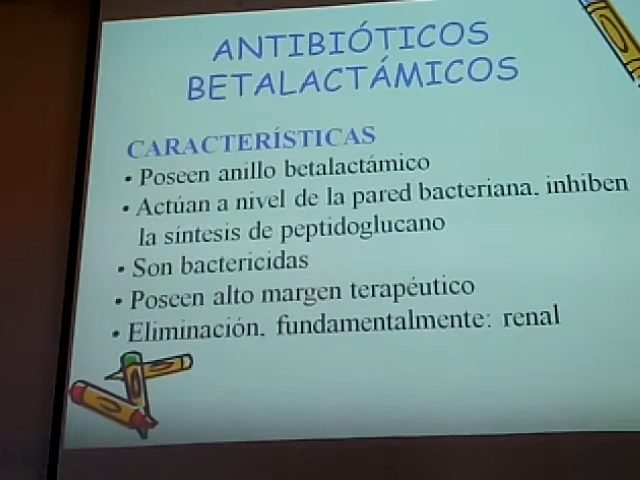 ANTIBIÓTICOS
BETALACTÁMICOS
CARACTERÍSTICAS
• Poseen anillo betalactámico
• Actúan a nivel de la pared bacteriana, inhiben
la síntesis de peptidoglucano
• Son bactericidas
• Poseen alto margen terapéutico
• Eliminación, fundamentalmente: renal